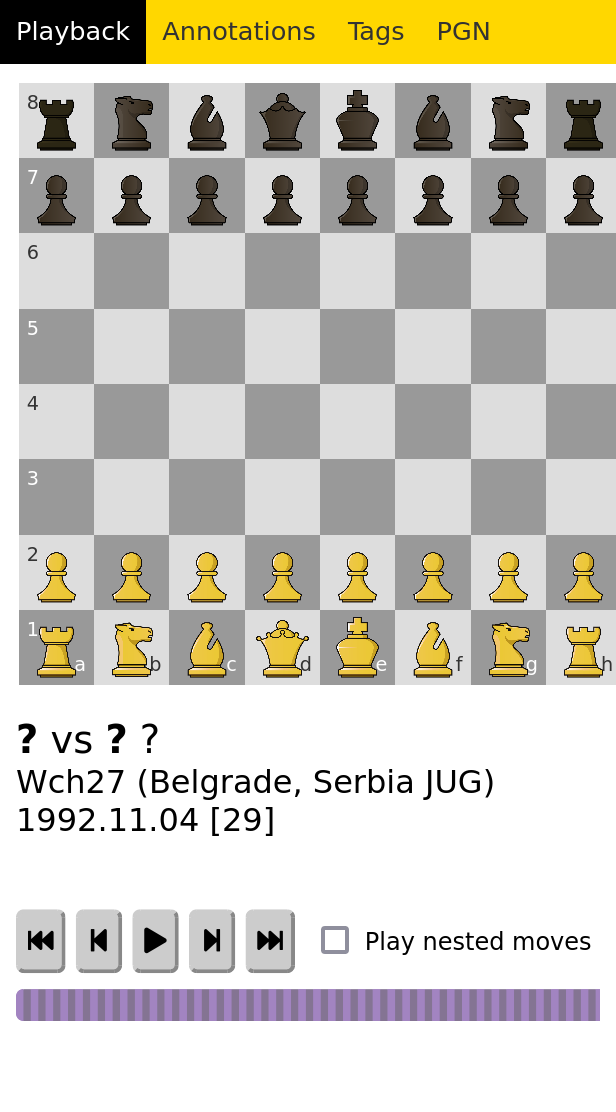 Playback Annotations Tags PGN
8
7
6
5
4
3
2
1
a b c d e f g h
? vs ? ?
Wch27 (Belgrade, Serbia JUG)
1992.11.04 [29]
Play nested moves